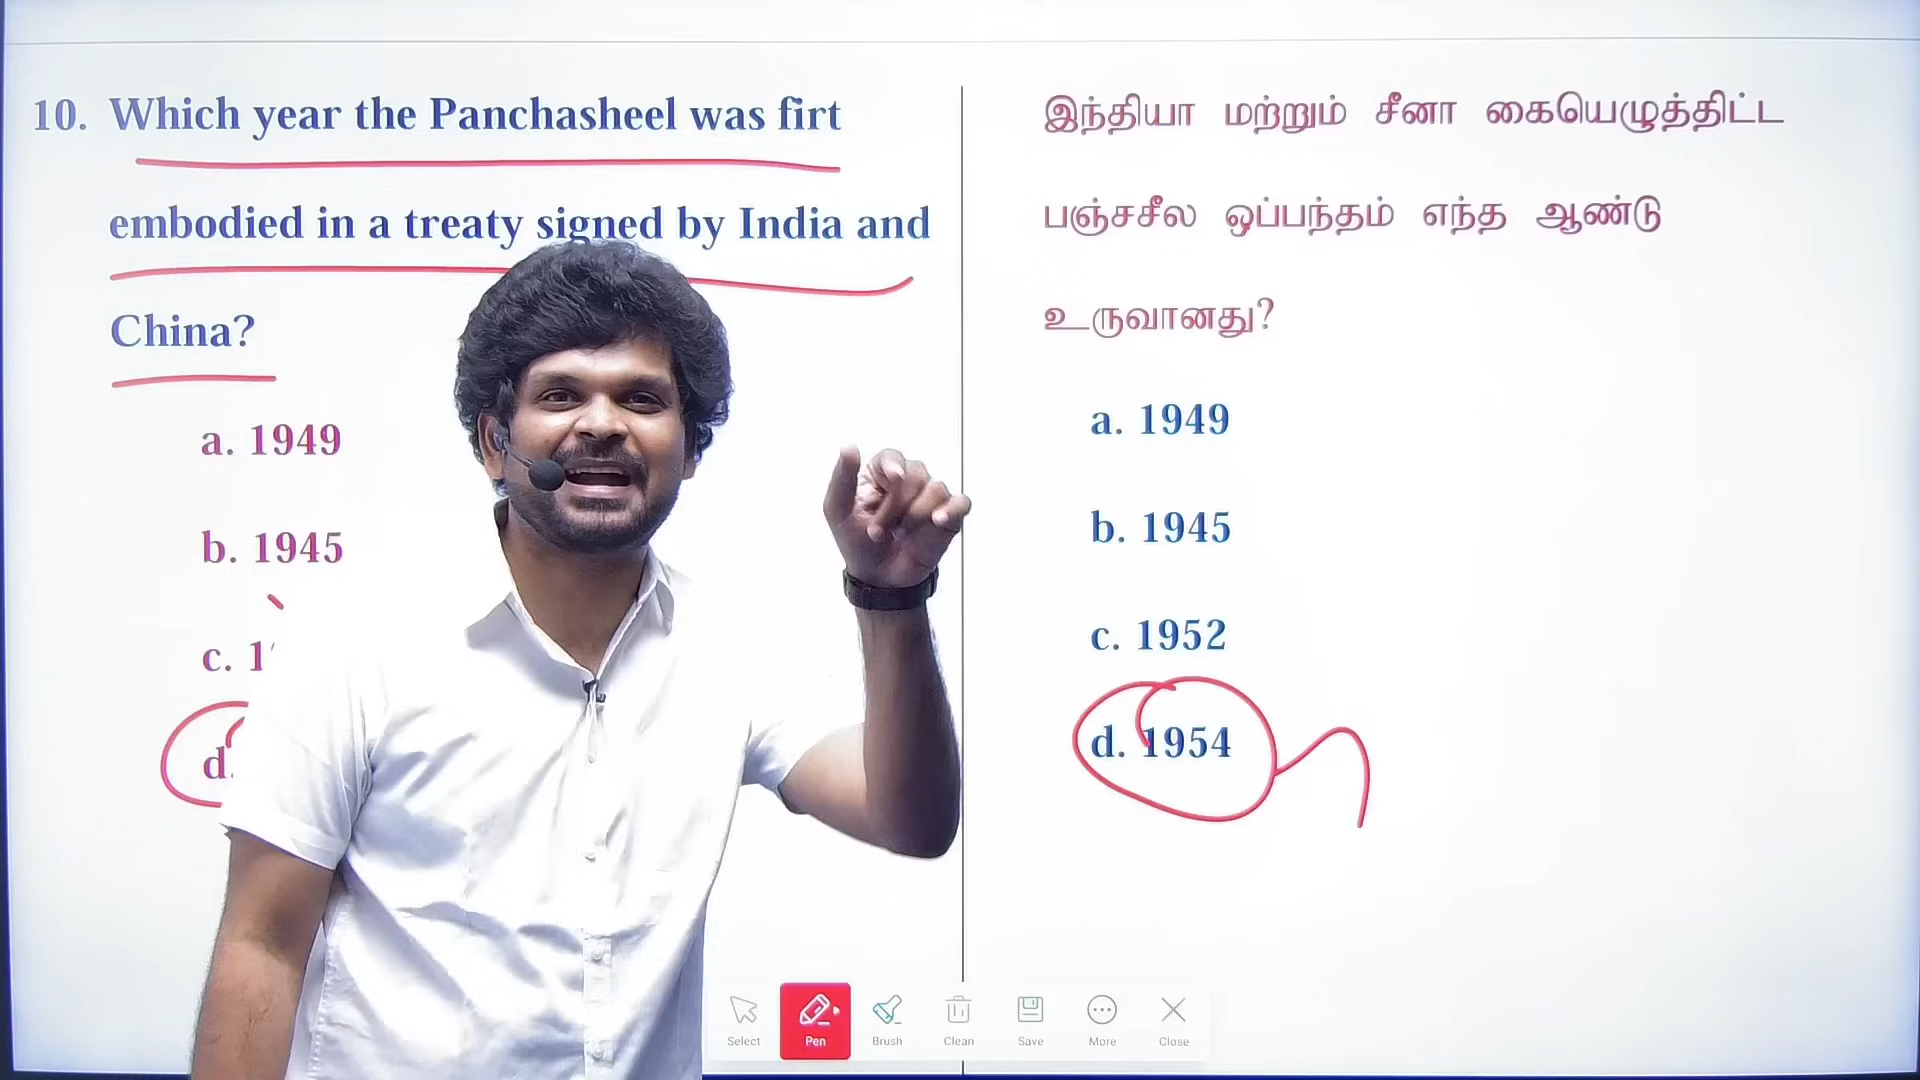 10. Which year the Panchasheel was firt
embodied in a treaty signed by India and
China?
a. 1949
b. 1945
c. 1
d.
இந்தியா மற்றும் சீனா கையெழுத்திட்ட
பஞ்சசீல ஒப்பந்தம் எந்த ஆண்டு
உருவானது?
a. 1949
b. 1945
c. 1952
d. 1954
Select Pen Brush Clean Save More Close